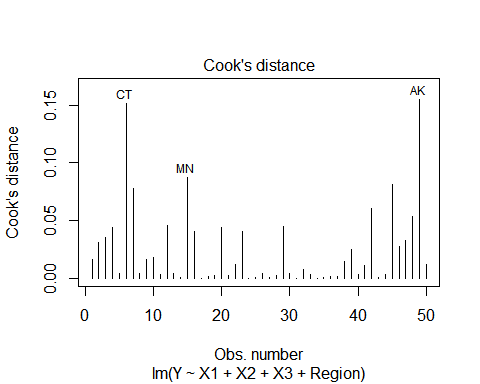 Cook's distance
CT
AK
MN
Cook's distance
0.15
0.10
0.05
0.00
0 10 20 30 40 50
Obs. number
lm(Y ~ X1 + X2 + X3 + Region)